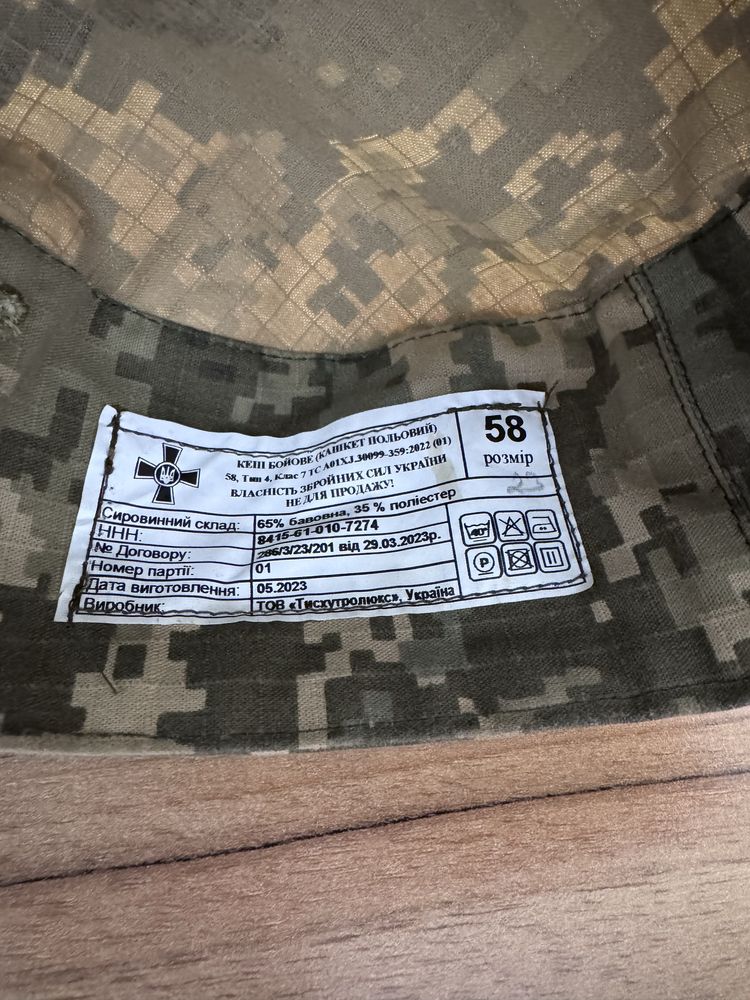 КЕПІ БОЙОВЕ (КАШКЕТ ПОЛЬОВИЙ)
58, Тип 4, Клас 7 ТС А01XJ.30099-359:2022 (01)
ВЛАСНІСТЬ ЗБРОЙНИХ СИЛ УКРАЇНИ
НЕ ДЛЯ ПРОДАЖУ!
58
розмір
Сировинний склад: 65% бавовна, 35 % поліестер
ННН: 8415-61-010-7274
№ Договору: 286/3/23/201 від 29.03.2023р.
Номер партії: 01
Дата виготовлення: 05.2023
Виробник: ТОВ «Тисхутролюкс», Україна
40°
P